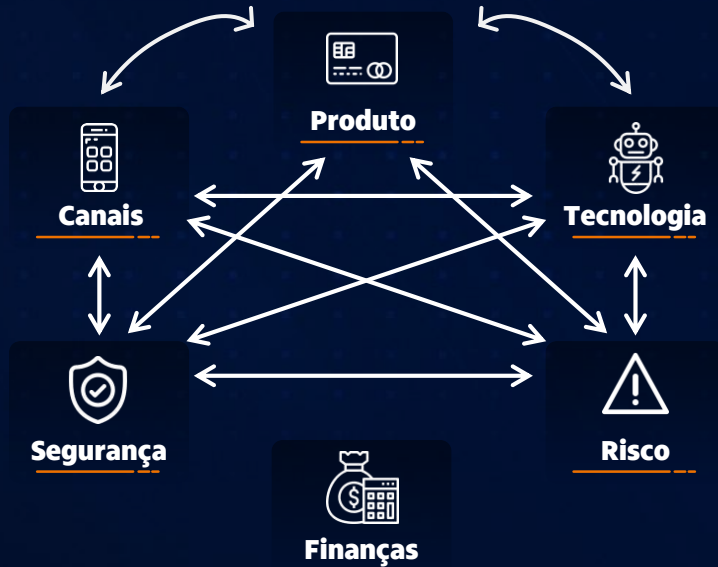 Produto
Canais
Tecnologia
Segurança
Risco
$
Finanças